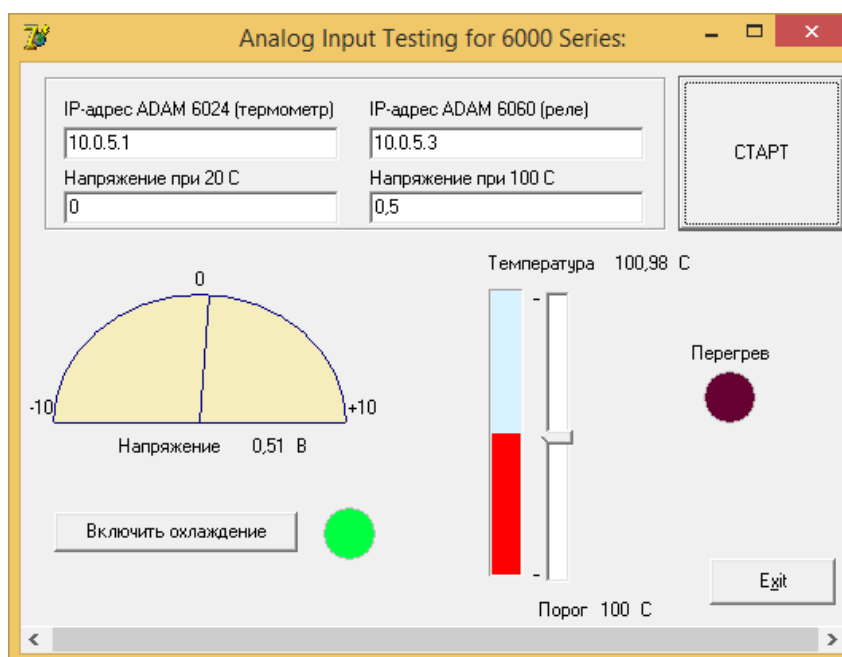 Analog Input Testing for 6000 Series:
IP-адрес ADAM 6024 (термометр)
IP-адрес ADAM 6060 (реле)
10.0.5.1
10.0.5.3
СТАРТ
Напряжение при 20 С
Напряжение при 100 С
0
0,5
Температура 100,98 С
0
Перегрев
-10
+10
Напряжение 0,51 В
Включить охлаждение
Exit
Порог 100 С